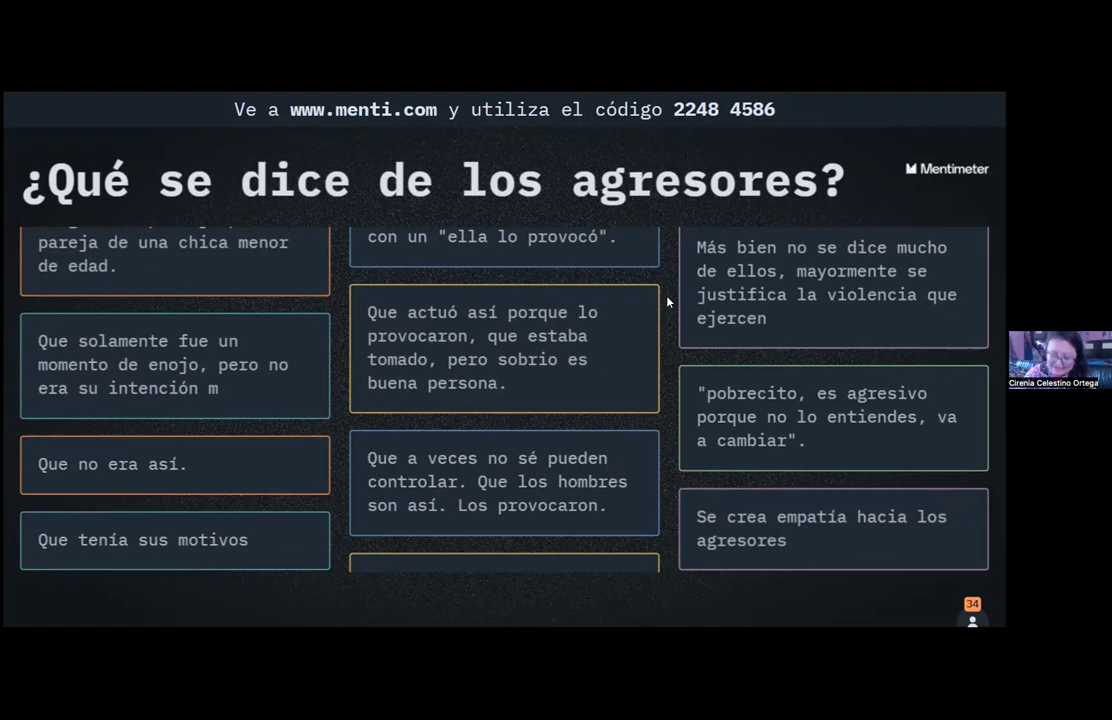 Ve a www.menti.com y utiliza el código 2248 4586
¿Qué se dice de los agresores?
Mentimeter
pareja de una chica menor
de edad.
Que solamente fue un
momento de enojo, pero no
era su intención m
Que no era así.
Que tenía sus motivos
con un "ella lo provocó".
Que actuó así porque lo
provocaron, que estaba
tomado, pero sobrio es
buena persona.
Que a veces no sé pueden
controlar. Que los hombres
son así. Los provocaron.
Más bien no se dice mucho
de ellos, mayormente se
justifica la violencia que
ejercen
"pobrecito, es agresivo
porque no lo entiendes, va
a cambiar".
Se crea empatía hacia los
agresores
34
Cirenia Celestino Ortega